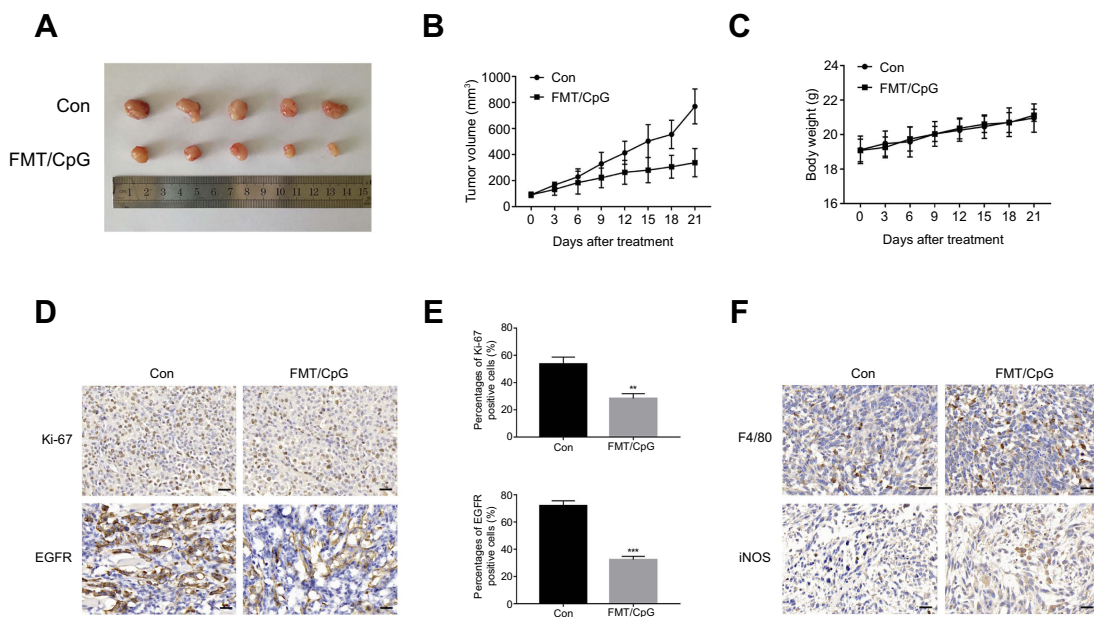 A
Con
FMT/CpG
cm 1 2 3 4 5 6 7 8 9 10 11 12 13 14 15
B
Tumor volume (mm³)
1000
800
600
400
200
0
Con
FMT/CpG
0 3 6 9 12 15 18 21
Days after treatment
C
Body weight (g)
24
22
20
18
16
Con
FMT/CpG
0 3 6 9 12 15 18 21
Days after treatment
D
Con FMT/CpG
Ki-67
EGFR
E
Percentages of Ki-67
positive cells (%)
80
60
40
20
0
**
Con FMT/CpG
Percentages of EGFR
positive cells (%)
80
60
40
20
0
***
Con FMT/CpG
F
Con FMT/CpG
F4/80
iNOS